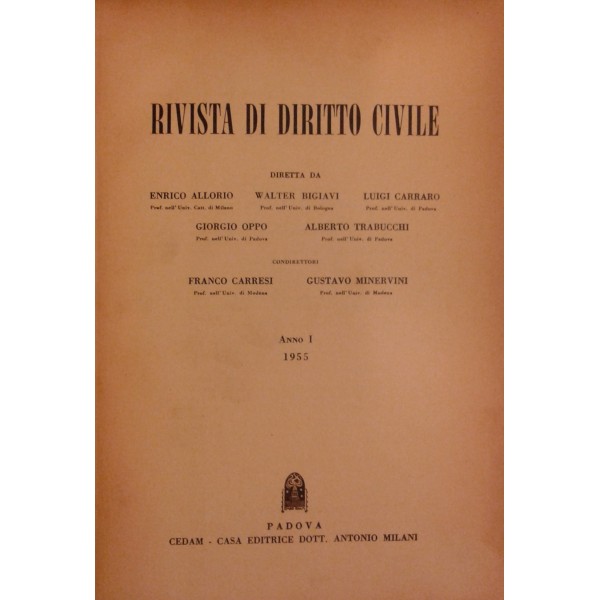 RIVISTA DI DIRITTO CIVILE
DIRETTA DA
ENRICO ALLORIO WALTER BIGIAVI LUIGI CARRARO
Prof. nell'Univ. Catt. di Milano Prof. nell'Univ. di Bologna Prof. nell'Univ. di Padova
GIORGIO OPPO ALBERTO TRABUCCHI
Prof. nell'Univ. di Padova Prof. nell'Univ. di Padova
CONDIRETTORI
FRANCO CARRESI GUSTAVO MINERVINI
Prof. nell'Univ. di Modena Prof. nell'Univ. di Modena
ANNO I
1955
PADOVA
CEDAM - CASA EDITRICE DOTT. ANTONIO MILANI